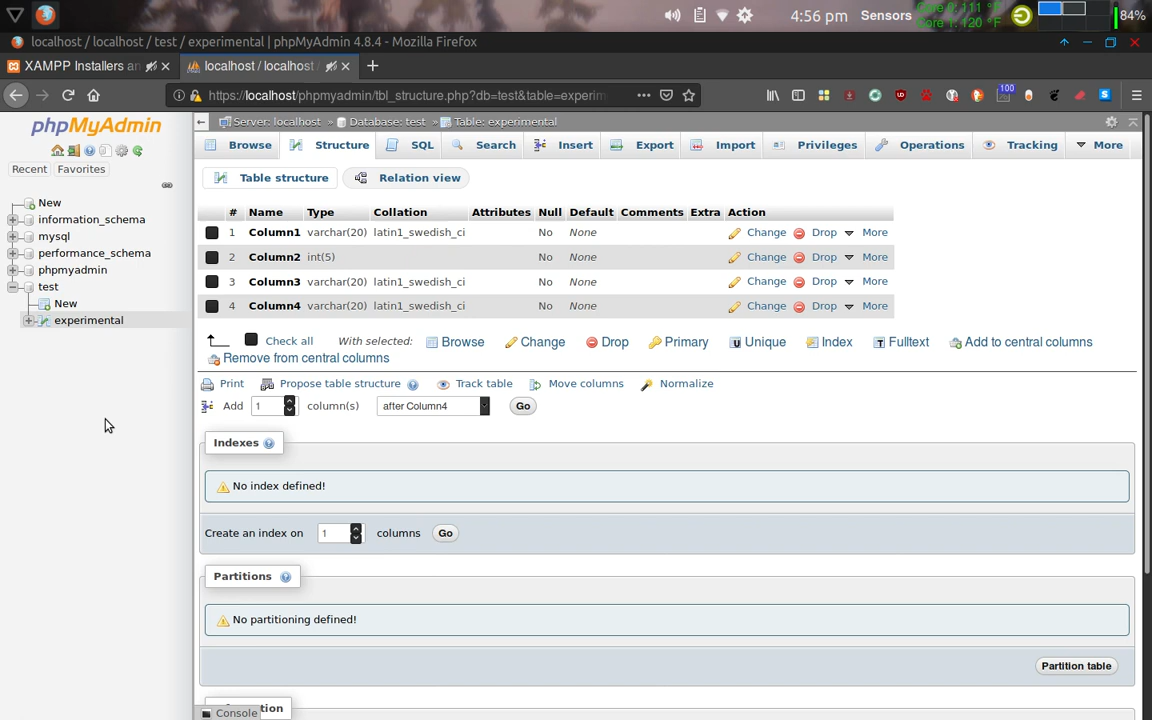 4:56 pm Sensors Core 0: 111 °F 84%
Core 1: 120 °F
localhost / localhost / test / experimental | phpMyAdmin 4.8.4 - Mozilla Firefox
XAMPP Installers an localhost / localhost
https://localhost/phpmyadmin/tbl_structure.php?db=test&table=experim 100
phpMyAdmin
Recent Favorites
New
information_schema
mysql
performance_schema
phpmyadmin
test
New
experimental
Server: localhost » Database: test » Table: experimental
Browse Structure SQL Search Insert Export Import Privileges Operations Tracking More
Table structure Relation view
# Name Type Collation Attributes Null Default Comments Extra Action
1 Column1 varchar(20) latin1_swedish_ci No None Change Drop More
2 Column2 int(5) No None Change Drop More
3 Column3 varchar(20) latin1_swedish_ci No None Change Drop More
4 Column4 varchar(20) latin1_swedish_ci No None Change Drop More
Check all With selected: Browse Change Drop Primary Unique Index Fulltext Add to central columns
Remove from central columns
Print Propose table structure Track table Move columns Normalize
Add 1 column(s) after Column4 Go
Indexes
No index defined!
Create an index on 1 columns Go
Partitions
No partitioning defined!
Partition table
Console